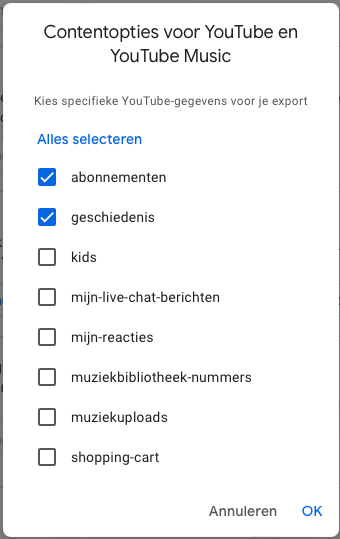 Contentopties voor YouTube en
YouTube Music
Kies specifieke YouTube-gegevens voor je export
Alles selecteren
abonnementen
geschiedenis
kids
mijn-live-chat-berichten
mijn-reacties
muziekbibliotheek-nummers
muziekuploads
shopping-cart
Annuleren OK